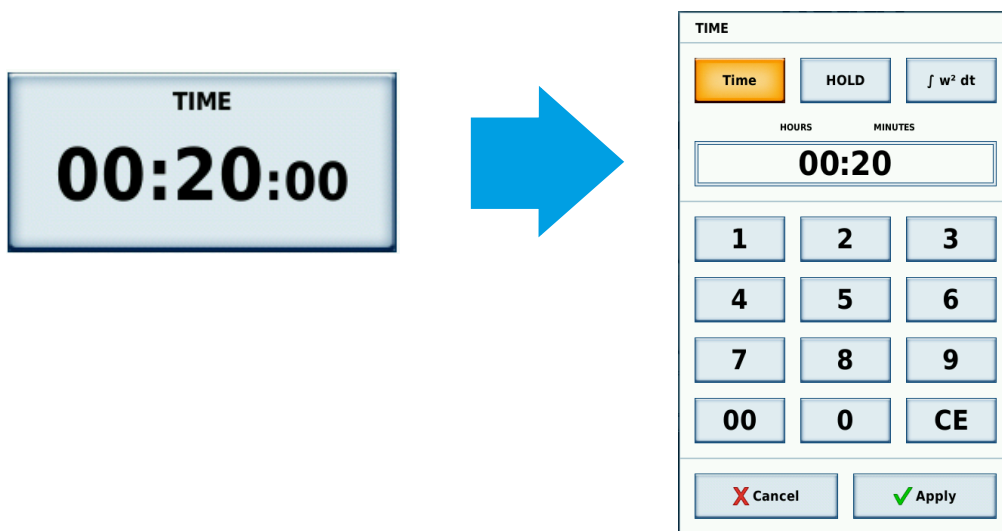 TIME
00:20:00
TIME
Time HOLD ∫ w² dt
HOURS MINUTES
00:20
1 2 3
4 5 6
7 8 9
00 0 CE
X Cancel ✓ Apply